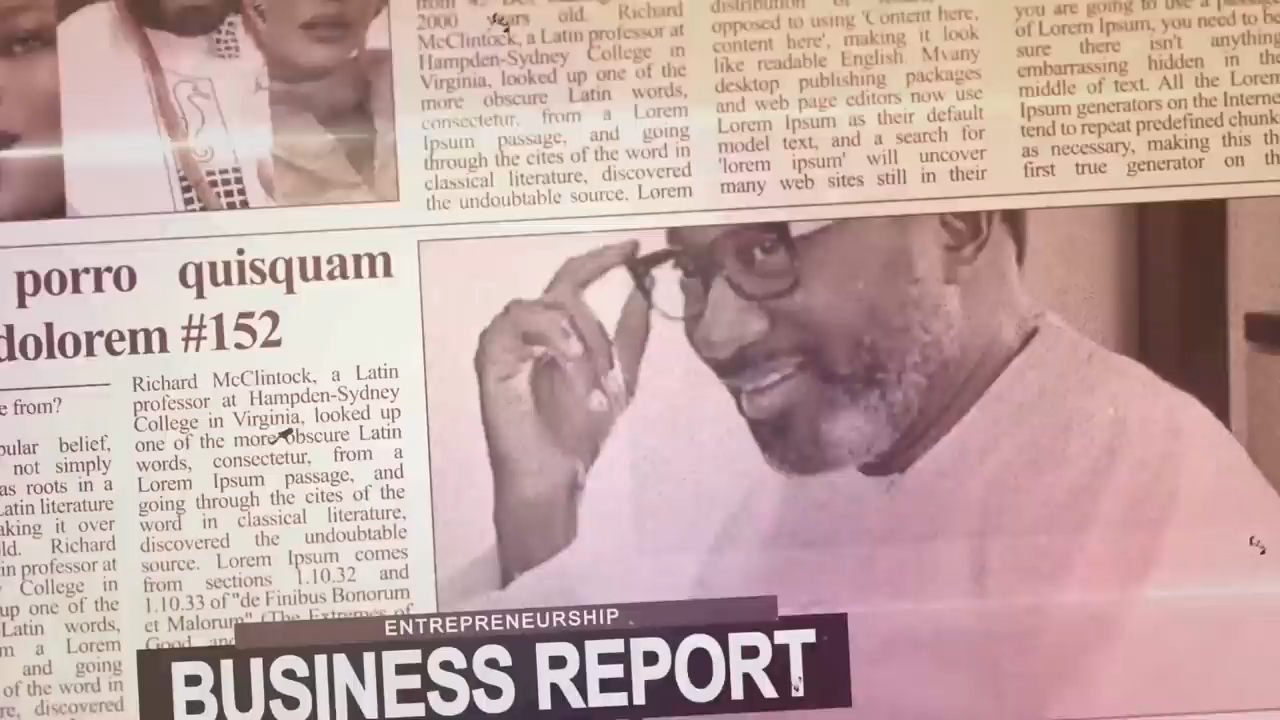 2000 years old. Richard
McClintock, a Latin professor at
Hampden-Sydney College in
Virginia, looked up one of the
more obscure Latin words,
consectetur, from a Lorem
Ipsum passage, and going
through the cites of the word in
classical literature, discovered
the undoubtable source. Lorem
opposed to using 'Content here,
content here', making it look
like readable English. Mvany
desktop publishing packages
and web page editors now use
Lorem Ipsum as their default
model text, and a search for
'lorem ipsum' will uncover
many web sites still in their
you are going to use a
of Lorem Ipsum, you need to be
sure there isn't anything
embarrassing hidden in the
middle of text. All the Lorem
Ipsum generators on the Interne
tend to repeat predefined chunk
as necessary, making this th
first true generator on th
porro quisquam
dolorem #152
e from?
pular belief,
not simply
as roots in a
Latin literature
aking it over
ld. Richard
in professor at
College in
up one of the
Latin words,
m a Lorem
and going
of the word in
re, discovered
Richard McClintock, a Latin
professor at Hampden-Sydney
College in Virginia, looked up
one of the more obscure Latin
words, consectetur, from a
Lorem Ipsum passage, and
going through the cites of the
word in classical literature,
discovered the undoubtable
source. Lorem Ipsum comes
from sections 1.10.32 and
1.10.33 of "de Finibus Bonorum
et Malorum" (The Extremes of
Good and
ENTREPRENEURSHIP
BUSINESS REPORT